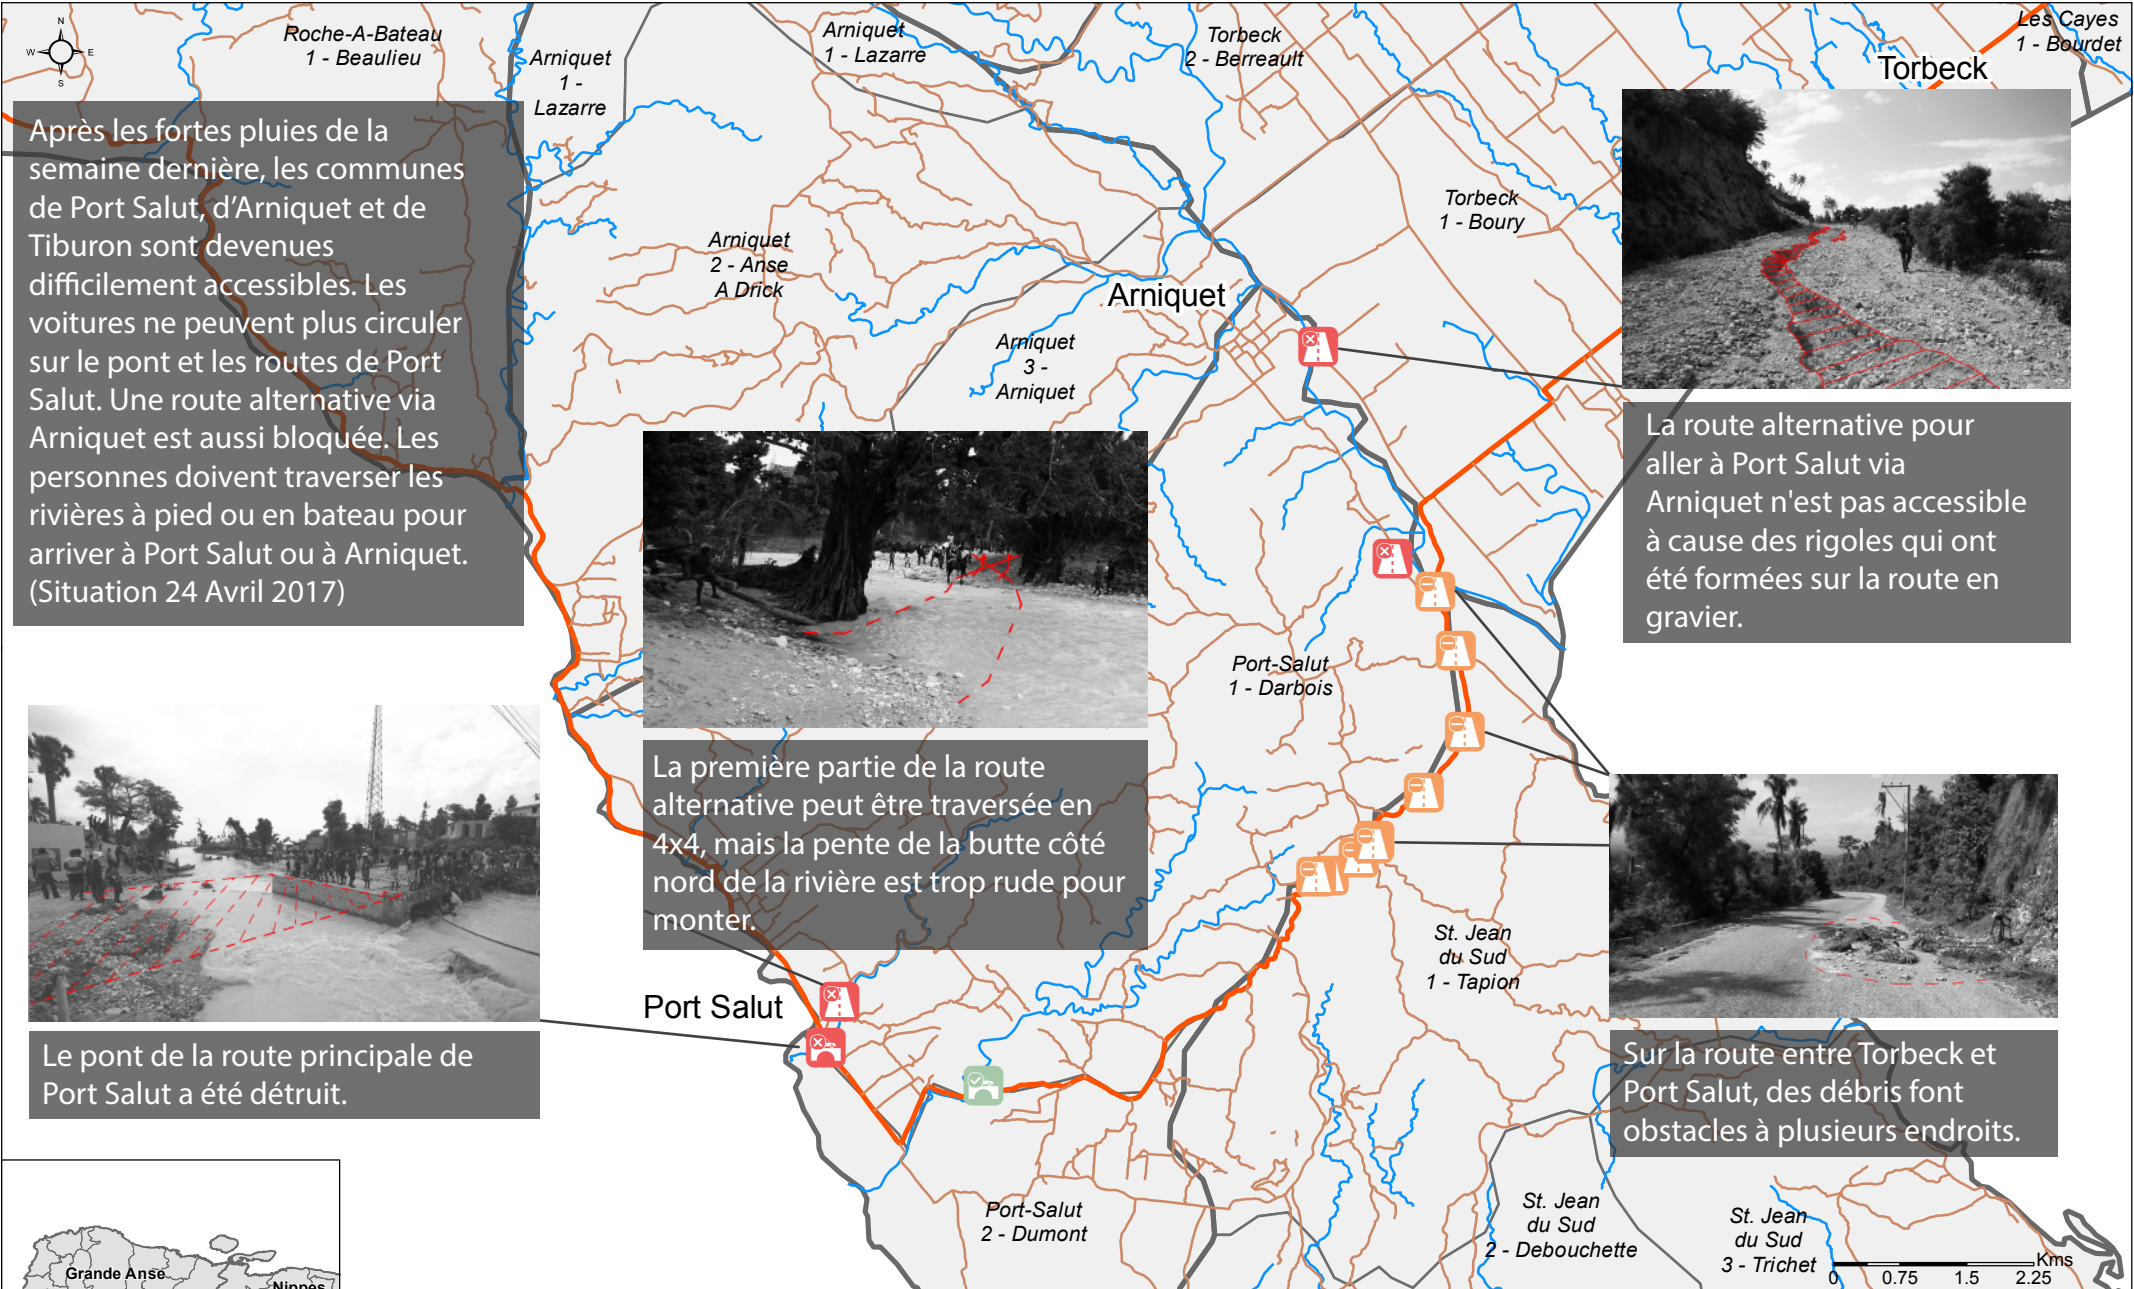 N
W
E
S
Roche-A-Bateau
1 - Beaulieu
Arniquet
1 -
Lazarre
Arniquet
1 - Lazarre
Torbeck
2 - Berreault
Les Cayes
1 - Bourdet
Torbeck
Après les fortes pluies de la
semaine dernière, les communes
de Port Salut, d'Arniquet et de
Tiburon sont devenues
difficilement accessibles. Les
voitures ne peuvent plus circuler
sur le pont et les routes de Port
Salut. Une route alternative via
Arniquet est aussi bloquée. Les
personnes doivent traverser les
rivières à pied ou en bateau pour
arriver à Port Salut ou à Arniquet.
(Situation 24 Avril 2017)
Torbeck
1 - Boury
Arniquet
2 - Anse
A Drick
Arniquet
Arniquet
3 -
Arniquet
La route alternative pour
aller à Port Salut via
Arniquet n'est pas accessible
à cause des rigoles qui ont
été formées sur la route en
gravier.
Port-Salut
1 - Darbois
La première partie de la route
alternative peut être traversée en
4x4, mais la pente de la butte côté
nord de la rivière est trop rude pour
monter.
St. Jean
du Sud
1 - Tapion
Port Salut
Le pont de la route principale de
Port Salut a été détruit.
Sur la route entre Torbeck et
Port Salut, des débris font
obstacles à plusieurs endroits.
Port-Salut
2 - Dumont
St. Jean
du Sud
2 - Debouchette
St. Jean
du Sud
3 - Trichet
Kms
0 0.75 1.5 2.25
Grande Anse
Nippes